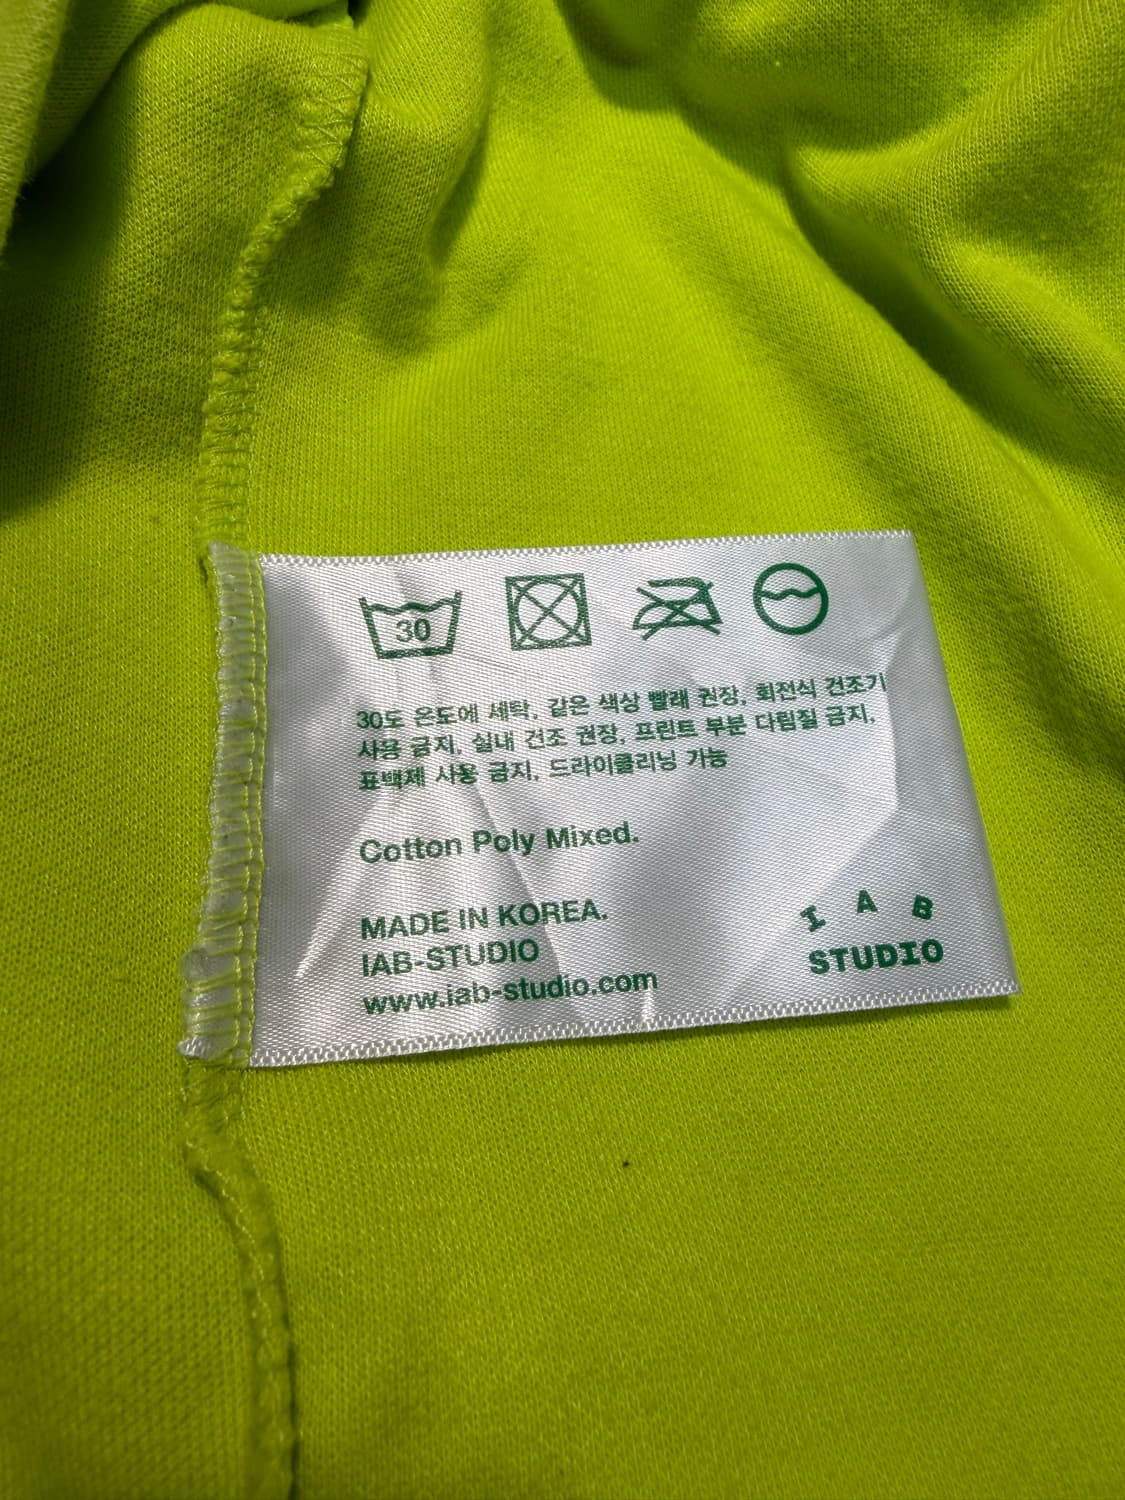 30
30도 온도에 세탁, 같은 색상 빨래 권장, 회전식 건조기
사용 금지, 실내 건조 권장, 프린트 부분 다림질 금지,
표백제 사용 금지, 드라이클리닝 가능
Cotton Poly Mixed.
MADE IN KOREA.
IAB-STUDIO
www.iab-studio.com
I A B
STUDIO